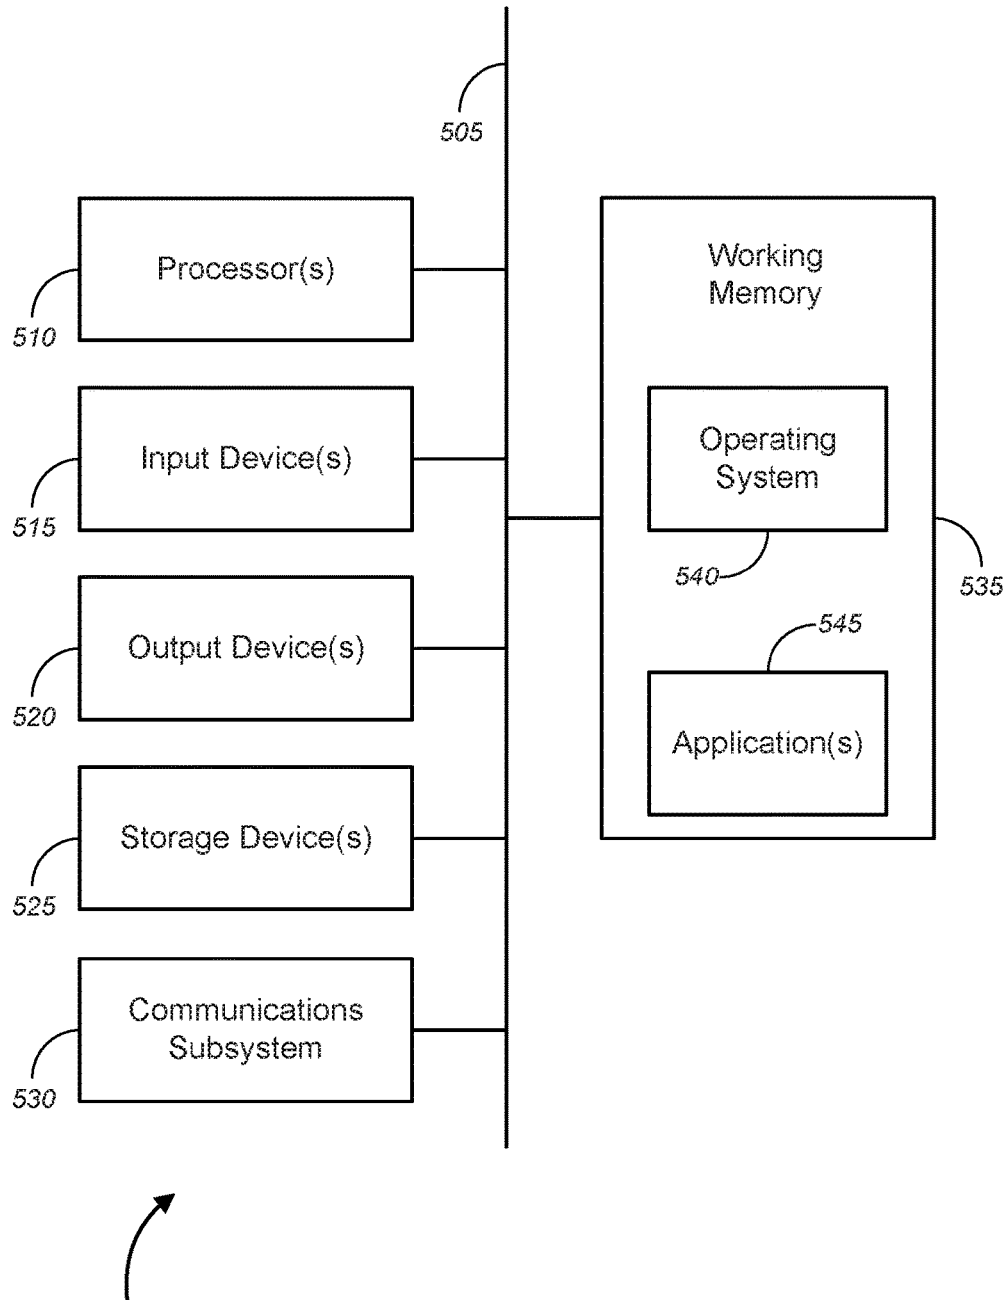 505
Processor(s)
510
Input Device(s)
515
Output Device(s)
520
Storage Device(s)
525
Communications
Subsystem
530
Working
Memory
Operating
System
540
535
545
Application(s)